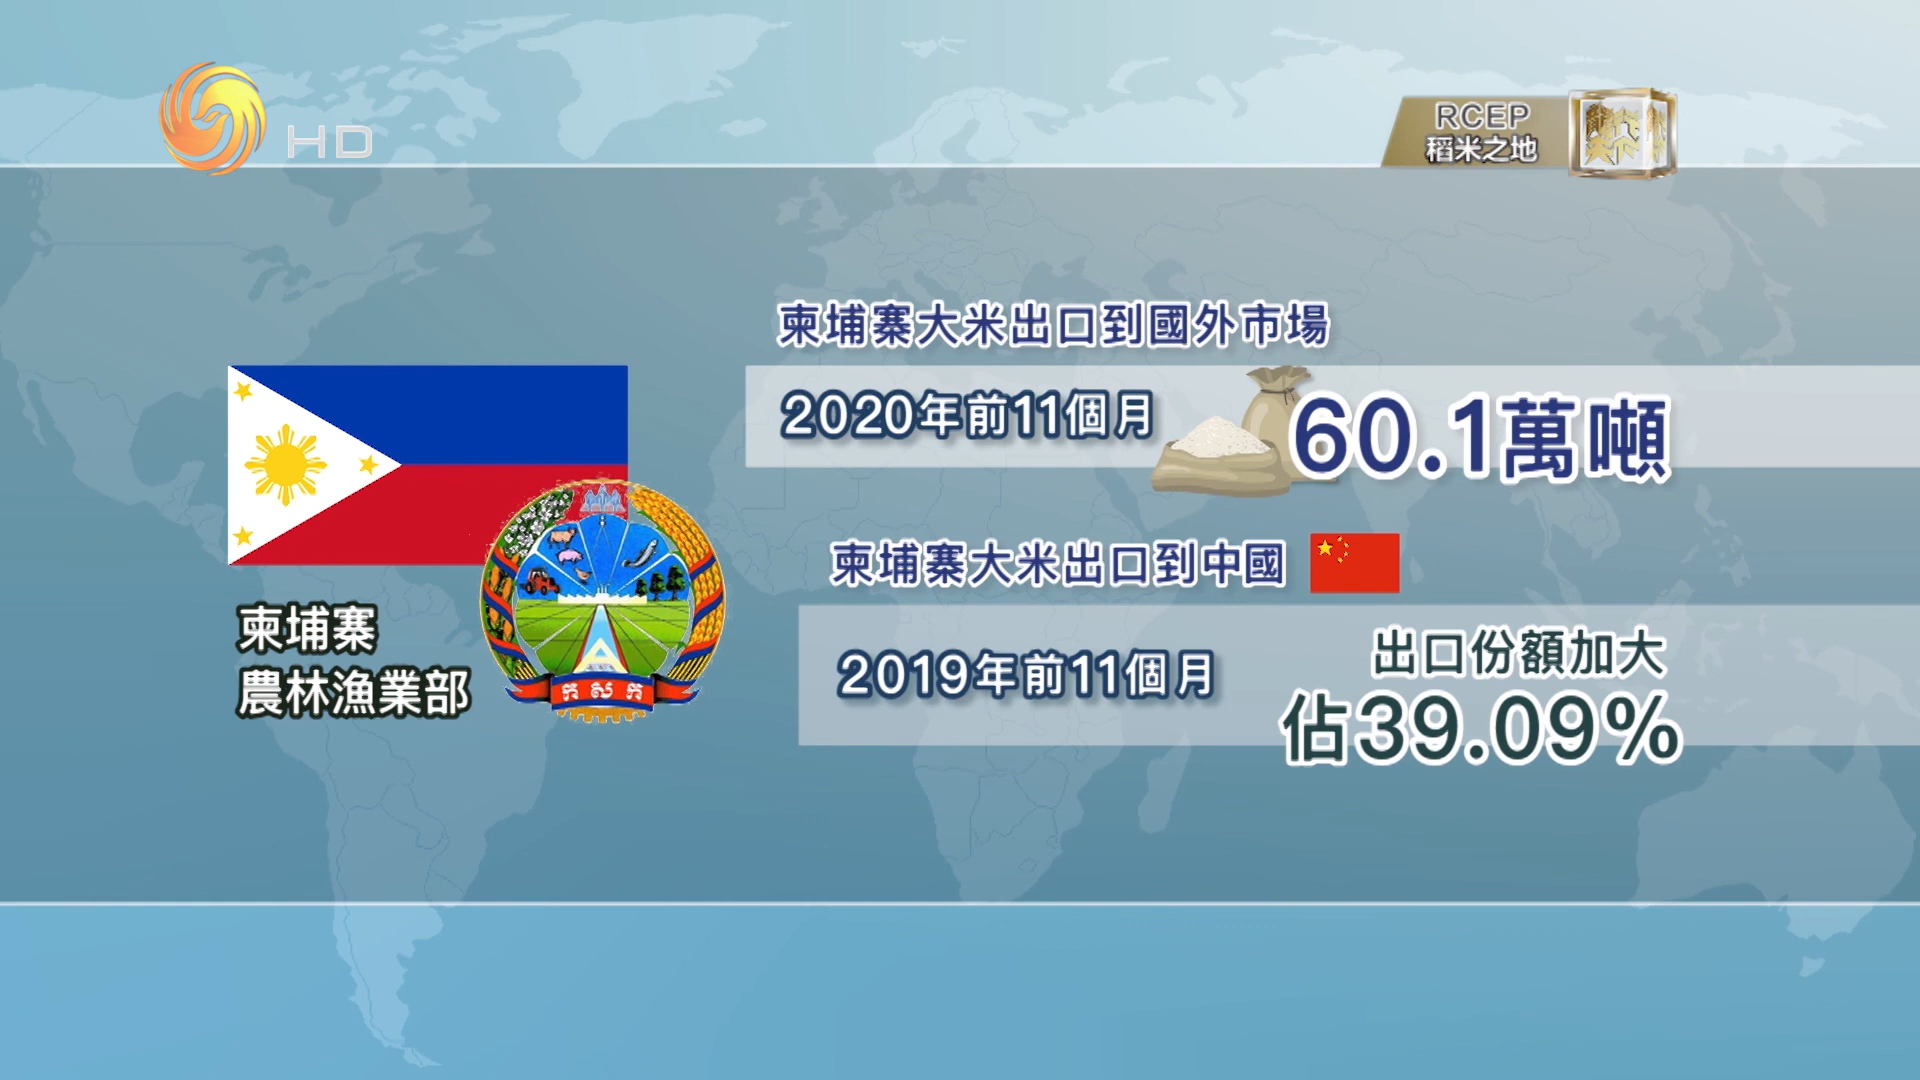 HD
RCEP
稻米之地
柬埔寨大米出口到國外市場
2020年前11個月
60.1萬噸
柬埔寨大米出口到中國
2019年前11個月
出口份額加大
佔39.09%
柬埔寨
農林漁業部
ក ស ក